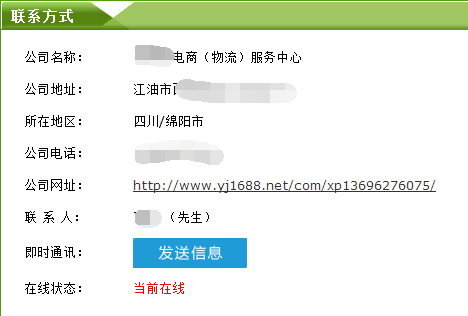 联系方式
公司名称： 电商（物流）服务中心
公司地址： 江油市
所在地区： 四川/绵阳市
公司电话：
公司网址： http://www.yj1688.net/com/xp13696276075/
联 系 人： （先生）
即时通讯： 发送信息
在线状态： 当前在线